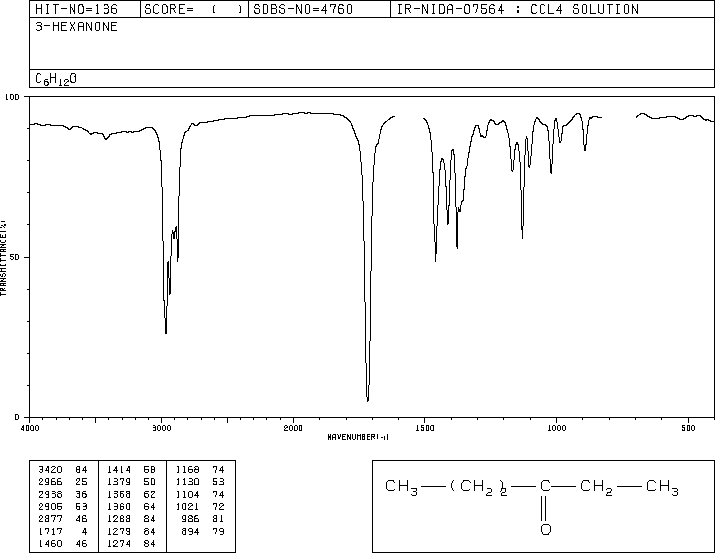 HIT-NO=136 SCORE= ( ) SDBS-NO=4760 IR-NIDA-07564 : CCL4 SOLUTION
3-HEXANONE
C6H12O
100
50
0
TRANSMITTANCE(%)
4000 3000 2000 1500 1000 500
WAVENUMBER(-1)
3420 84 1414 58 1168 74
2966 25 1379 50 1130 53
2938 36 1368 62 1104 74
2905 53 1360 64 1021 72
2877 46 1288 84 986 81
1717 4 1279 84 894 79
1460 46 1274 84
CH3 (CH2)2 C CH2 CH3
O